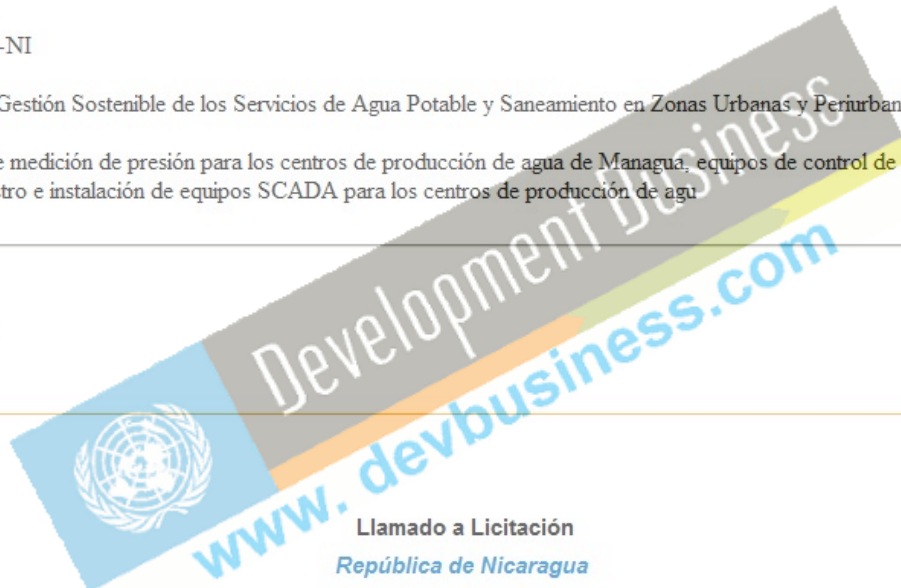 -NI
Gestión Sostenible de los Servicios de Agua Potable y Saneamiento en Zonas Urbanas y Periurban
e medición de presión para los centros de producción de agua de Managua, equipos de control de
stro e instalación de equipos SCADA para los centros de producción de agu
Development Business
www.devbusiness.com
Llamado a Licitación
República de Nicaragua